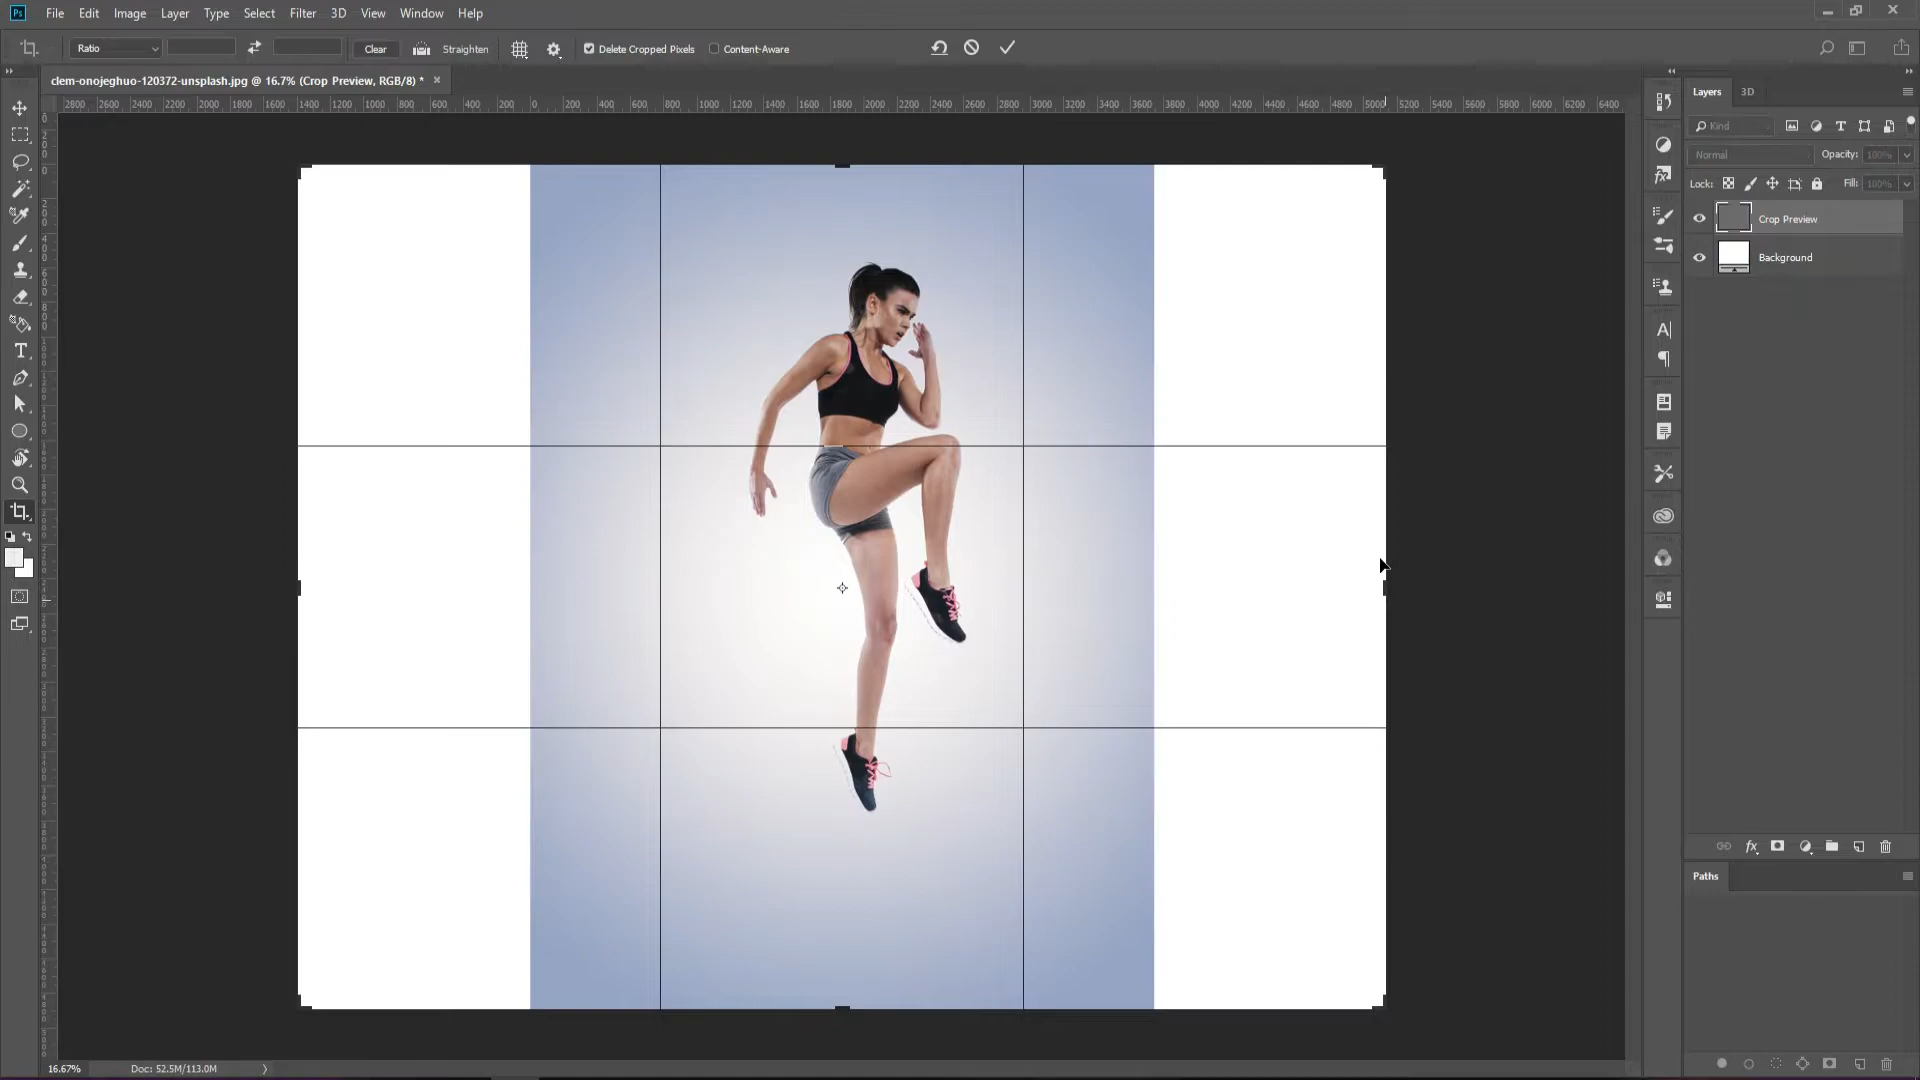 Ps File Edit Image Layer Type Select Filter 3D View Window Help
Ratio Clear Straighten Delete Cropped Pixels Content-Aware
clem-onojeghuo-120372-unsplash.jpg @ 16.7% (Crop Preview, RGB/8) *
2800 2600 2400 2200 2000 1800 1600 1400 1200 1000 800 600 400 200 0 200 400 600 800 1000 1200 1400 1600 1800 2000 2200 2400 2600 2800 3000 3200 3400 3600 3800 4000 4200 4400 4600 4800 5000 5200 5400 5600 5800 6000 6200 6400
Layers 3D
Kind
Normal Opacity: 100%
Lock: Fill: 100%
Crop Preview
Background
Paths
16.67% Doc: 52.5M/113.0M